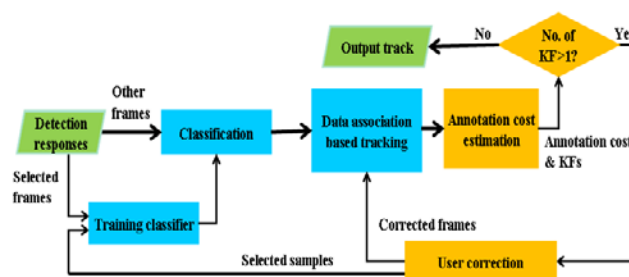 No
No. of
KF>1?
Ye
Output track
Other
frames
Detection
responses
Classification
Data association
based tracking
Annotation cost
estimation
Annotation cost
& KFs
Selected
frames
Training classifier
Corrected frames
Selected samples
User correction